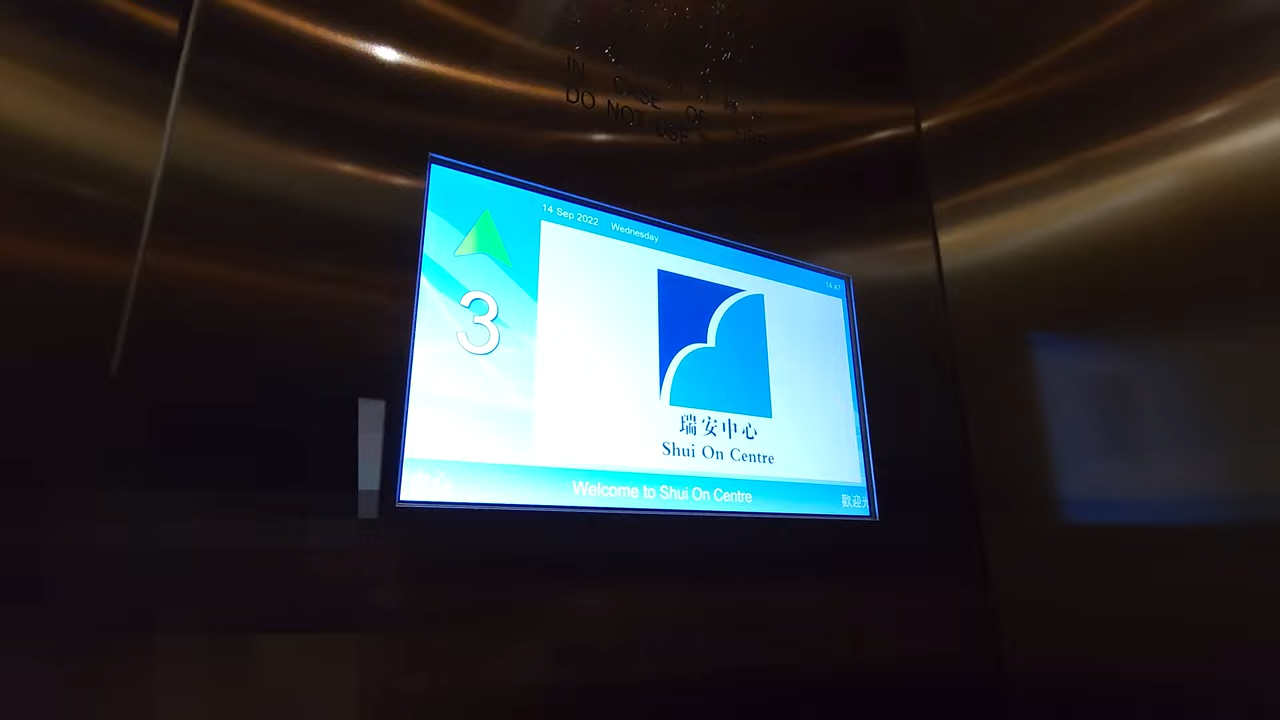 IN CASE OF
DO NOT USE
14 Sep 2022 Wednesday
14:47
3
瑞安中心
Shui On Centre
Welcome to Shui On Centre
歡迎